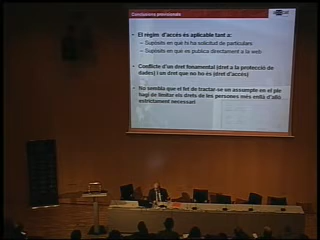 Conclusions provisionals
El règim d'accés és aplicable tant a:
Supòsits en què hi ha sol·licitud de particulars
Supòsits en què es publica directament a la web
Conflicte d'un dret fonamental (dret a la protecció de
dades) i un dret que no ho és (dret d'accés)
No sembla que el fet de tractar-se un assumpte en el ple
hagi de limitar els drets de les persones més enllà d'allò
estrictament necessari